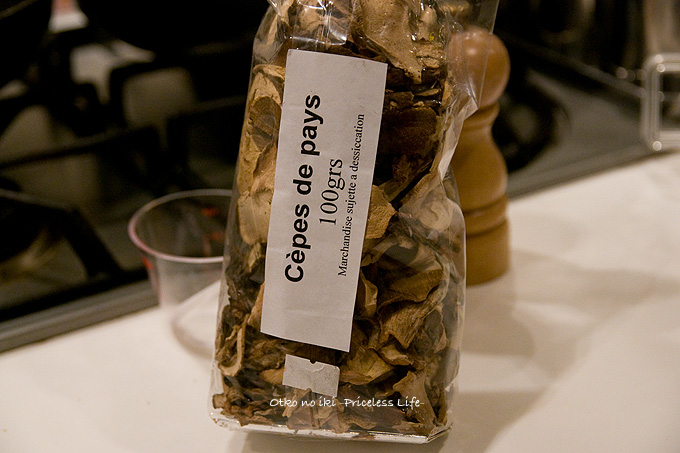 Cèpes de pays
100grs
Marchandise sujette a dessiccation
Otko no iki -Priceless Life-